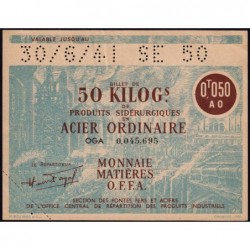 VALABLE JUSQU'AU
30/6/41 SE 50
BILLET DE
50 KILOGS
DE
PRODUITS SIDÉRURGIQUES
EN
ACIER ORDINAIRE
OGA 0,045,695
0T050
AO
LE RÉPARTITEUR
MONNAIE
MATIÈRES
O.F.F.A.
SECTION DES FONTES FERS ET ACIERS
DE L'OFFICE CENTRAL DE RÉPARTITION DES PRODUITS INDUSTRIELS